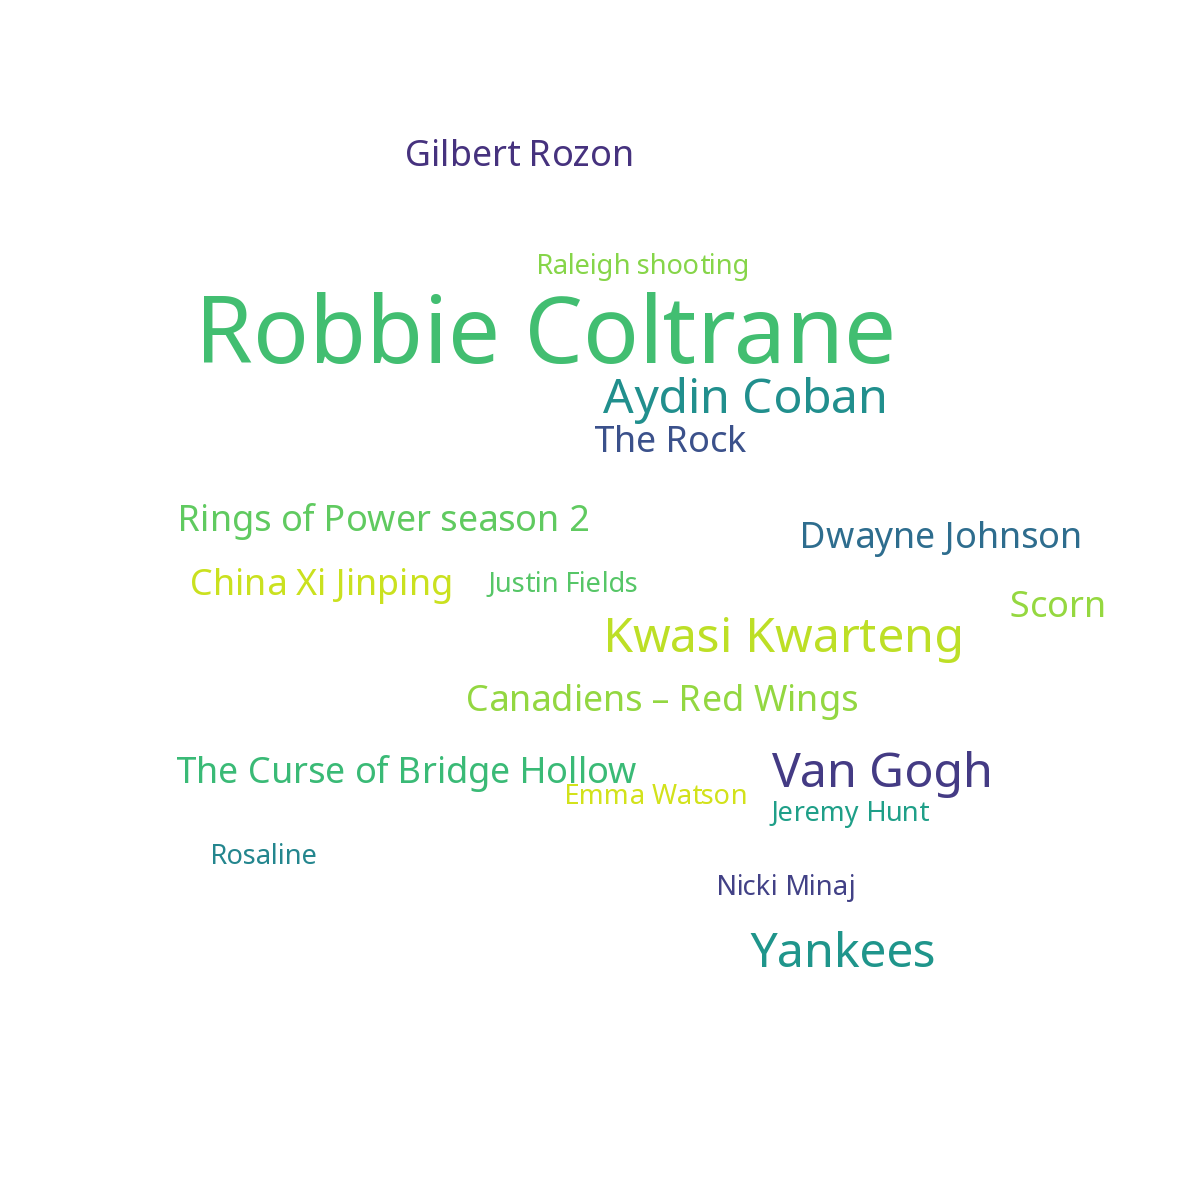 Gilbert Rozon
Raleigh shooting
Robbie Coltrane
Aydin Coban
The Rock
Rings of Power season 2
Dwayne Johnson
China Xi Jinping
Justin Fields
Scorn
Kwasi Kwarteng
Canadiens – Red Wings
The Curse of Bridge Hollow
Van Gogh
Emma Watson
Jeremy Hunt
Rosaline
Nicki Minaj
Yankees